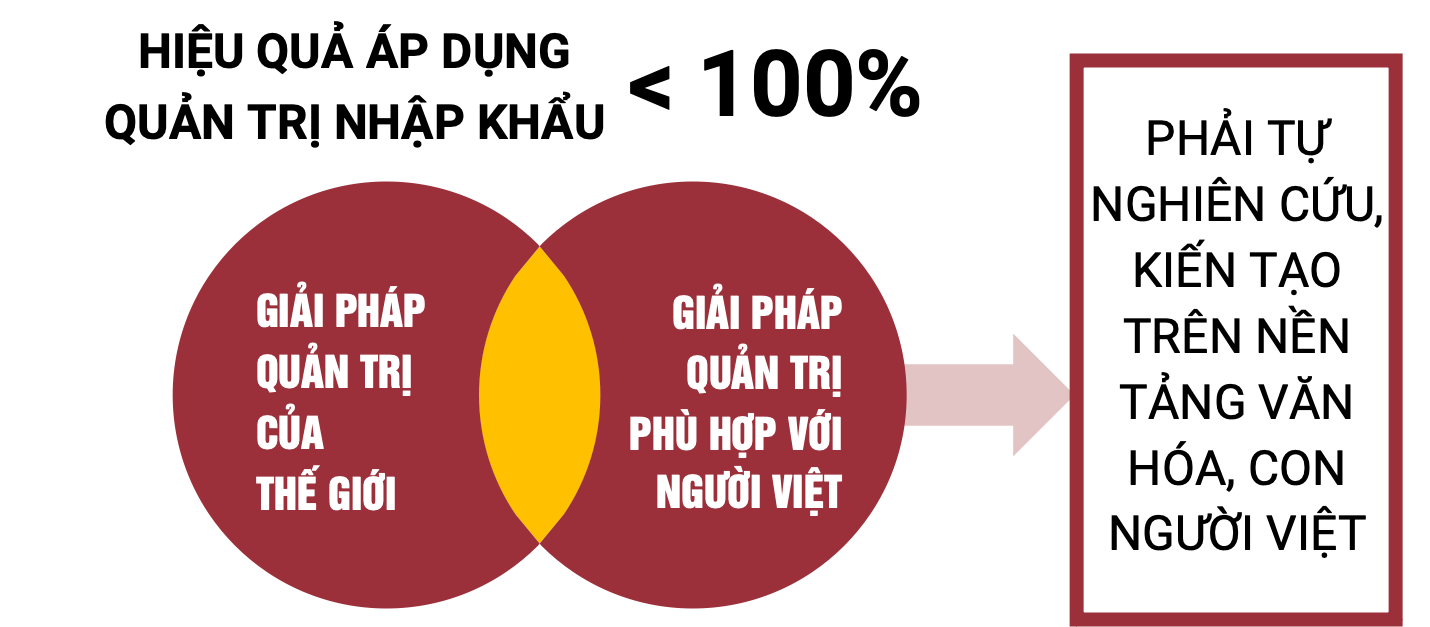 HIỆU QUẢ ÁP DỤNG
QUẢN TRỊ NHẬP KHẨU
< 100%
GIẢI PHÁP
QUẢN TRỊ
CỦA
THẾ GIỚI
GIẢI PHÁP
QUẢN TRỊ
PHÙ HỢP VỚI
NGƯỜI VIỆT
PHẢI TỰ
NGHIÊN CỨU,
KIẾN TẠO
TRÊN NỀN
TẢNG VĂN
HÓA, CON
NGƯỜI VIỆT